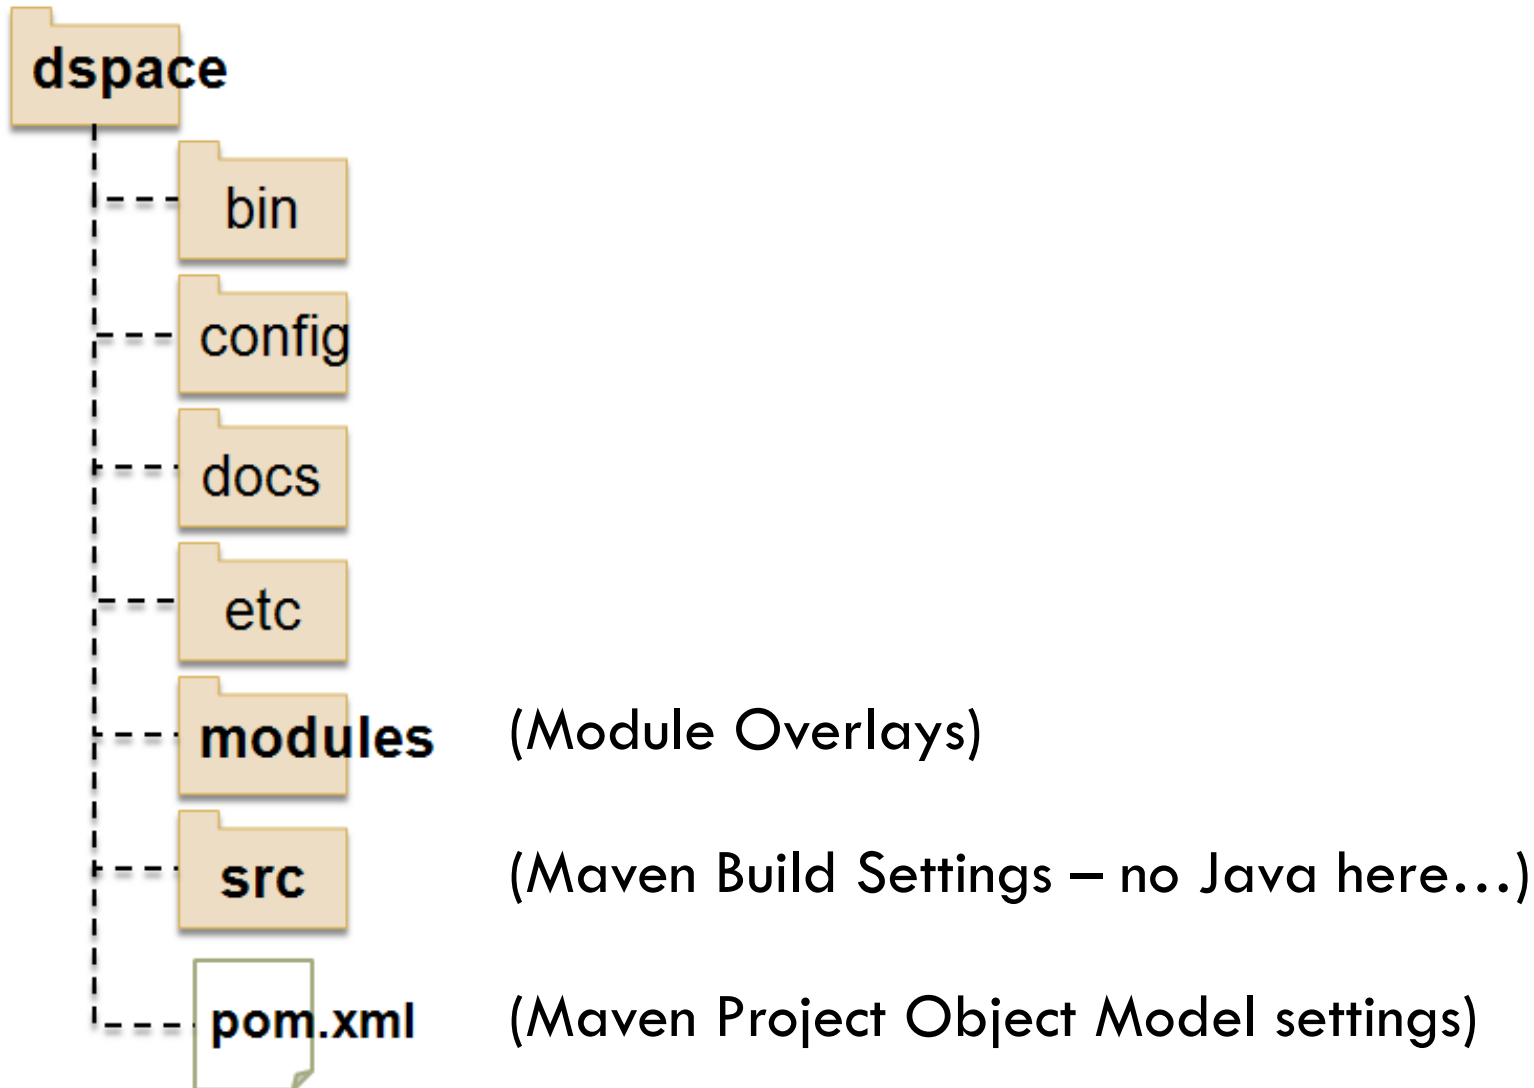 dspace
bin
config
docs
etc
modules (Module Overlays)
src (Maven Build Settings – no Java here…)
pom.xml (Maven Project Object Model settings)